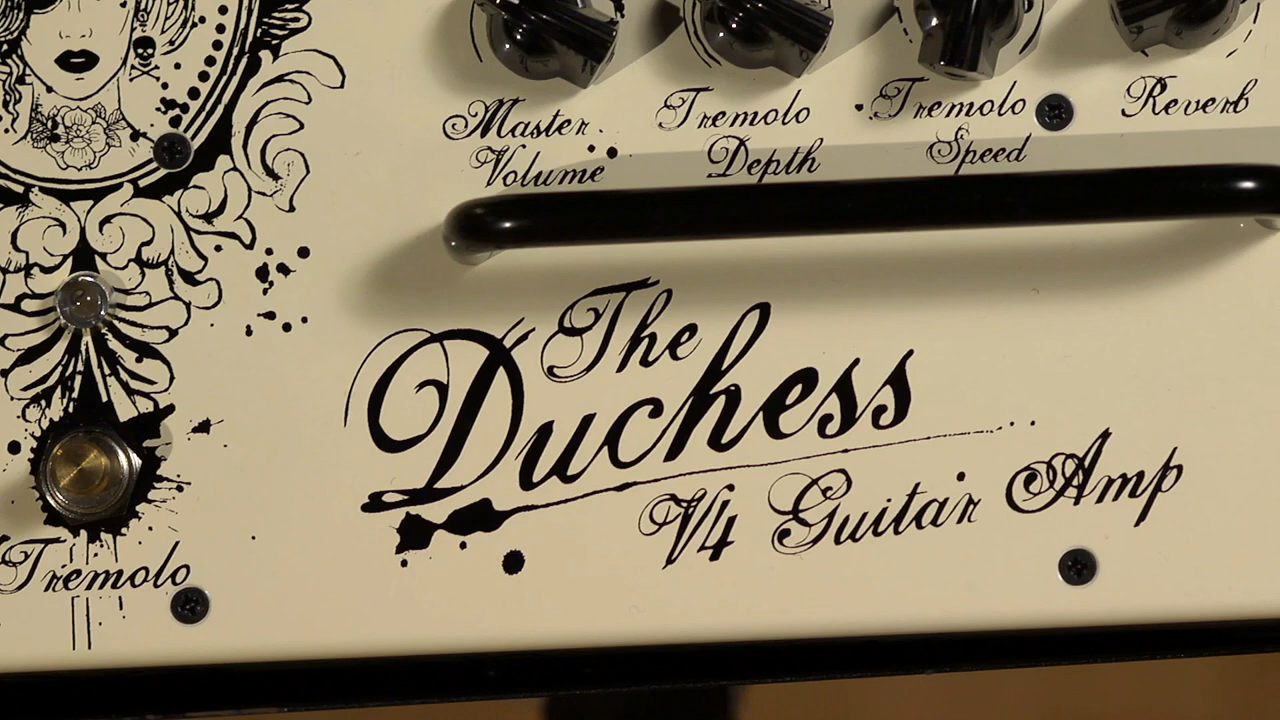 Master Volume
Tremolo Depth
Tremolo Speed
Reverb
The
Duchess
V4 Guitar Amp
Tremolo